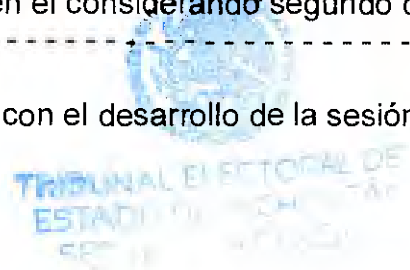 en el considerando segundo
- - - - - - - - - - - - - - - - - - - - - - - - - - - -
con el desarrollo de la sesión
TRIBUNAL ELECTORAL DE
ESTADO